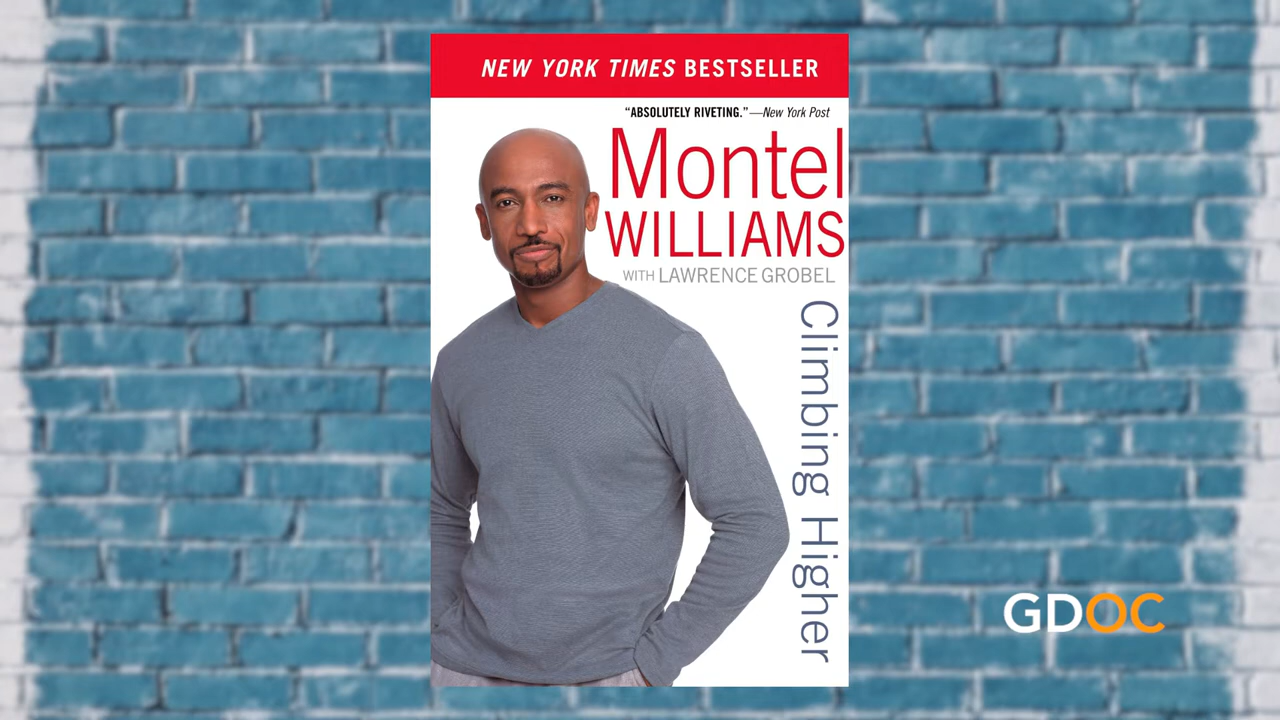 NEW YORK TIMES BESTSELLER
“ABSOLUTELY RIVETING.”—New York Post
Montel
WILLIAMS
WITH LAWRENCE GROBEL
Climbing Higher
GDOC